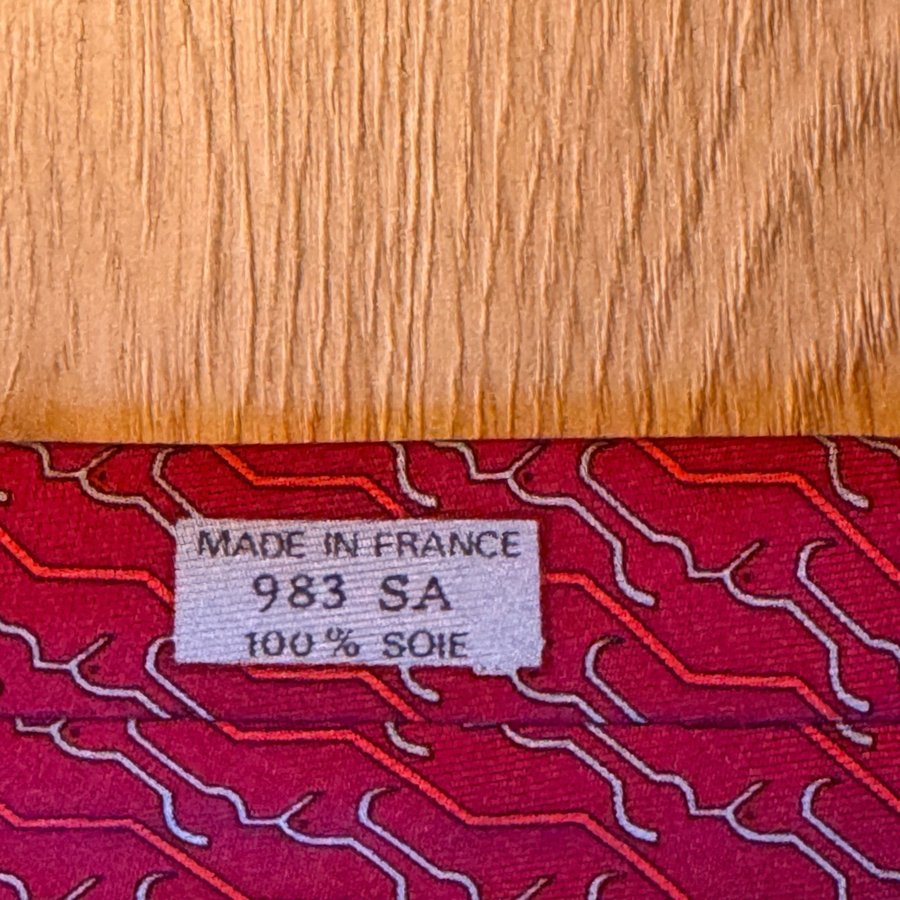 MADE IN FRANCE
983 SA
100 % SOIE